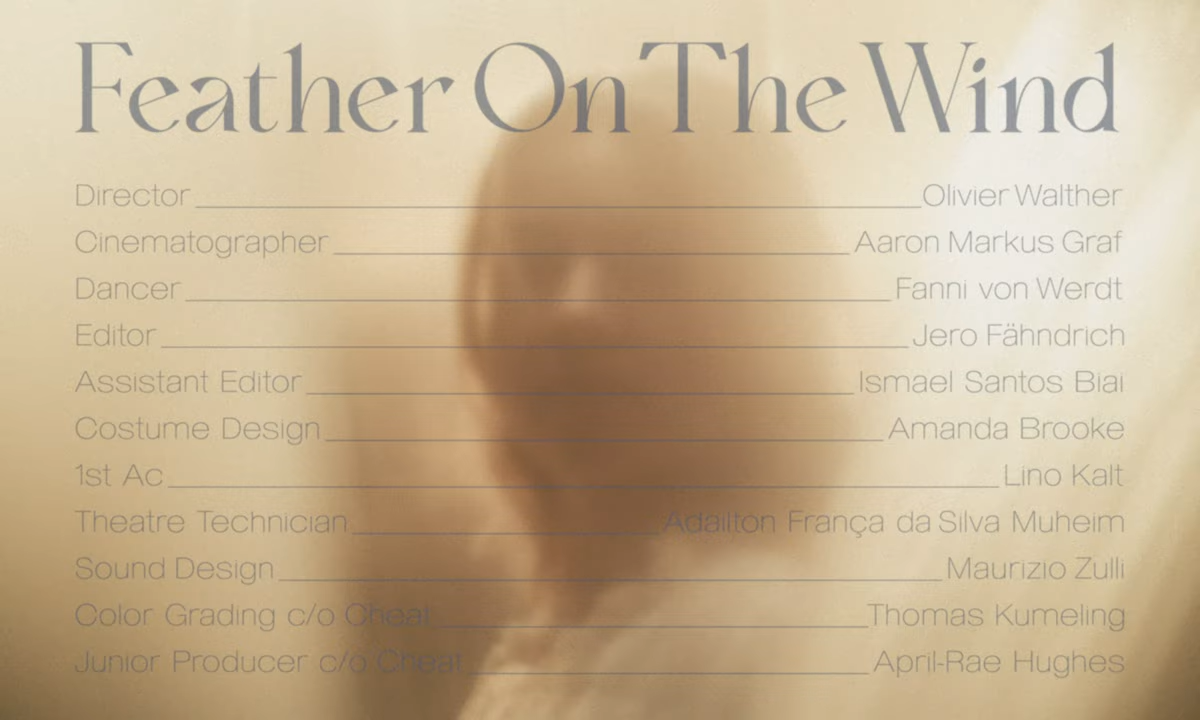 Feather On The Wind
Director Olivier Walther
Cinematographer Aaron Markus Graf
Dancer Fanni von Werdt
Editor Jero Fähndrich
Assistant Editor Ismael Santos Biai
Costume Design Amanda Brooke
1st Ac Lino Kalt
Theatre Technician Adailton França da Silva Muheim
Sound Design Maurizio Zulli
Color Grading c/o Cheat Thomas Kumeling
Junior Producer c/o Cheat April-Rae Hughes